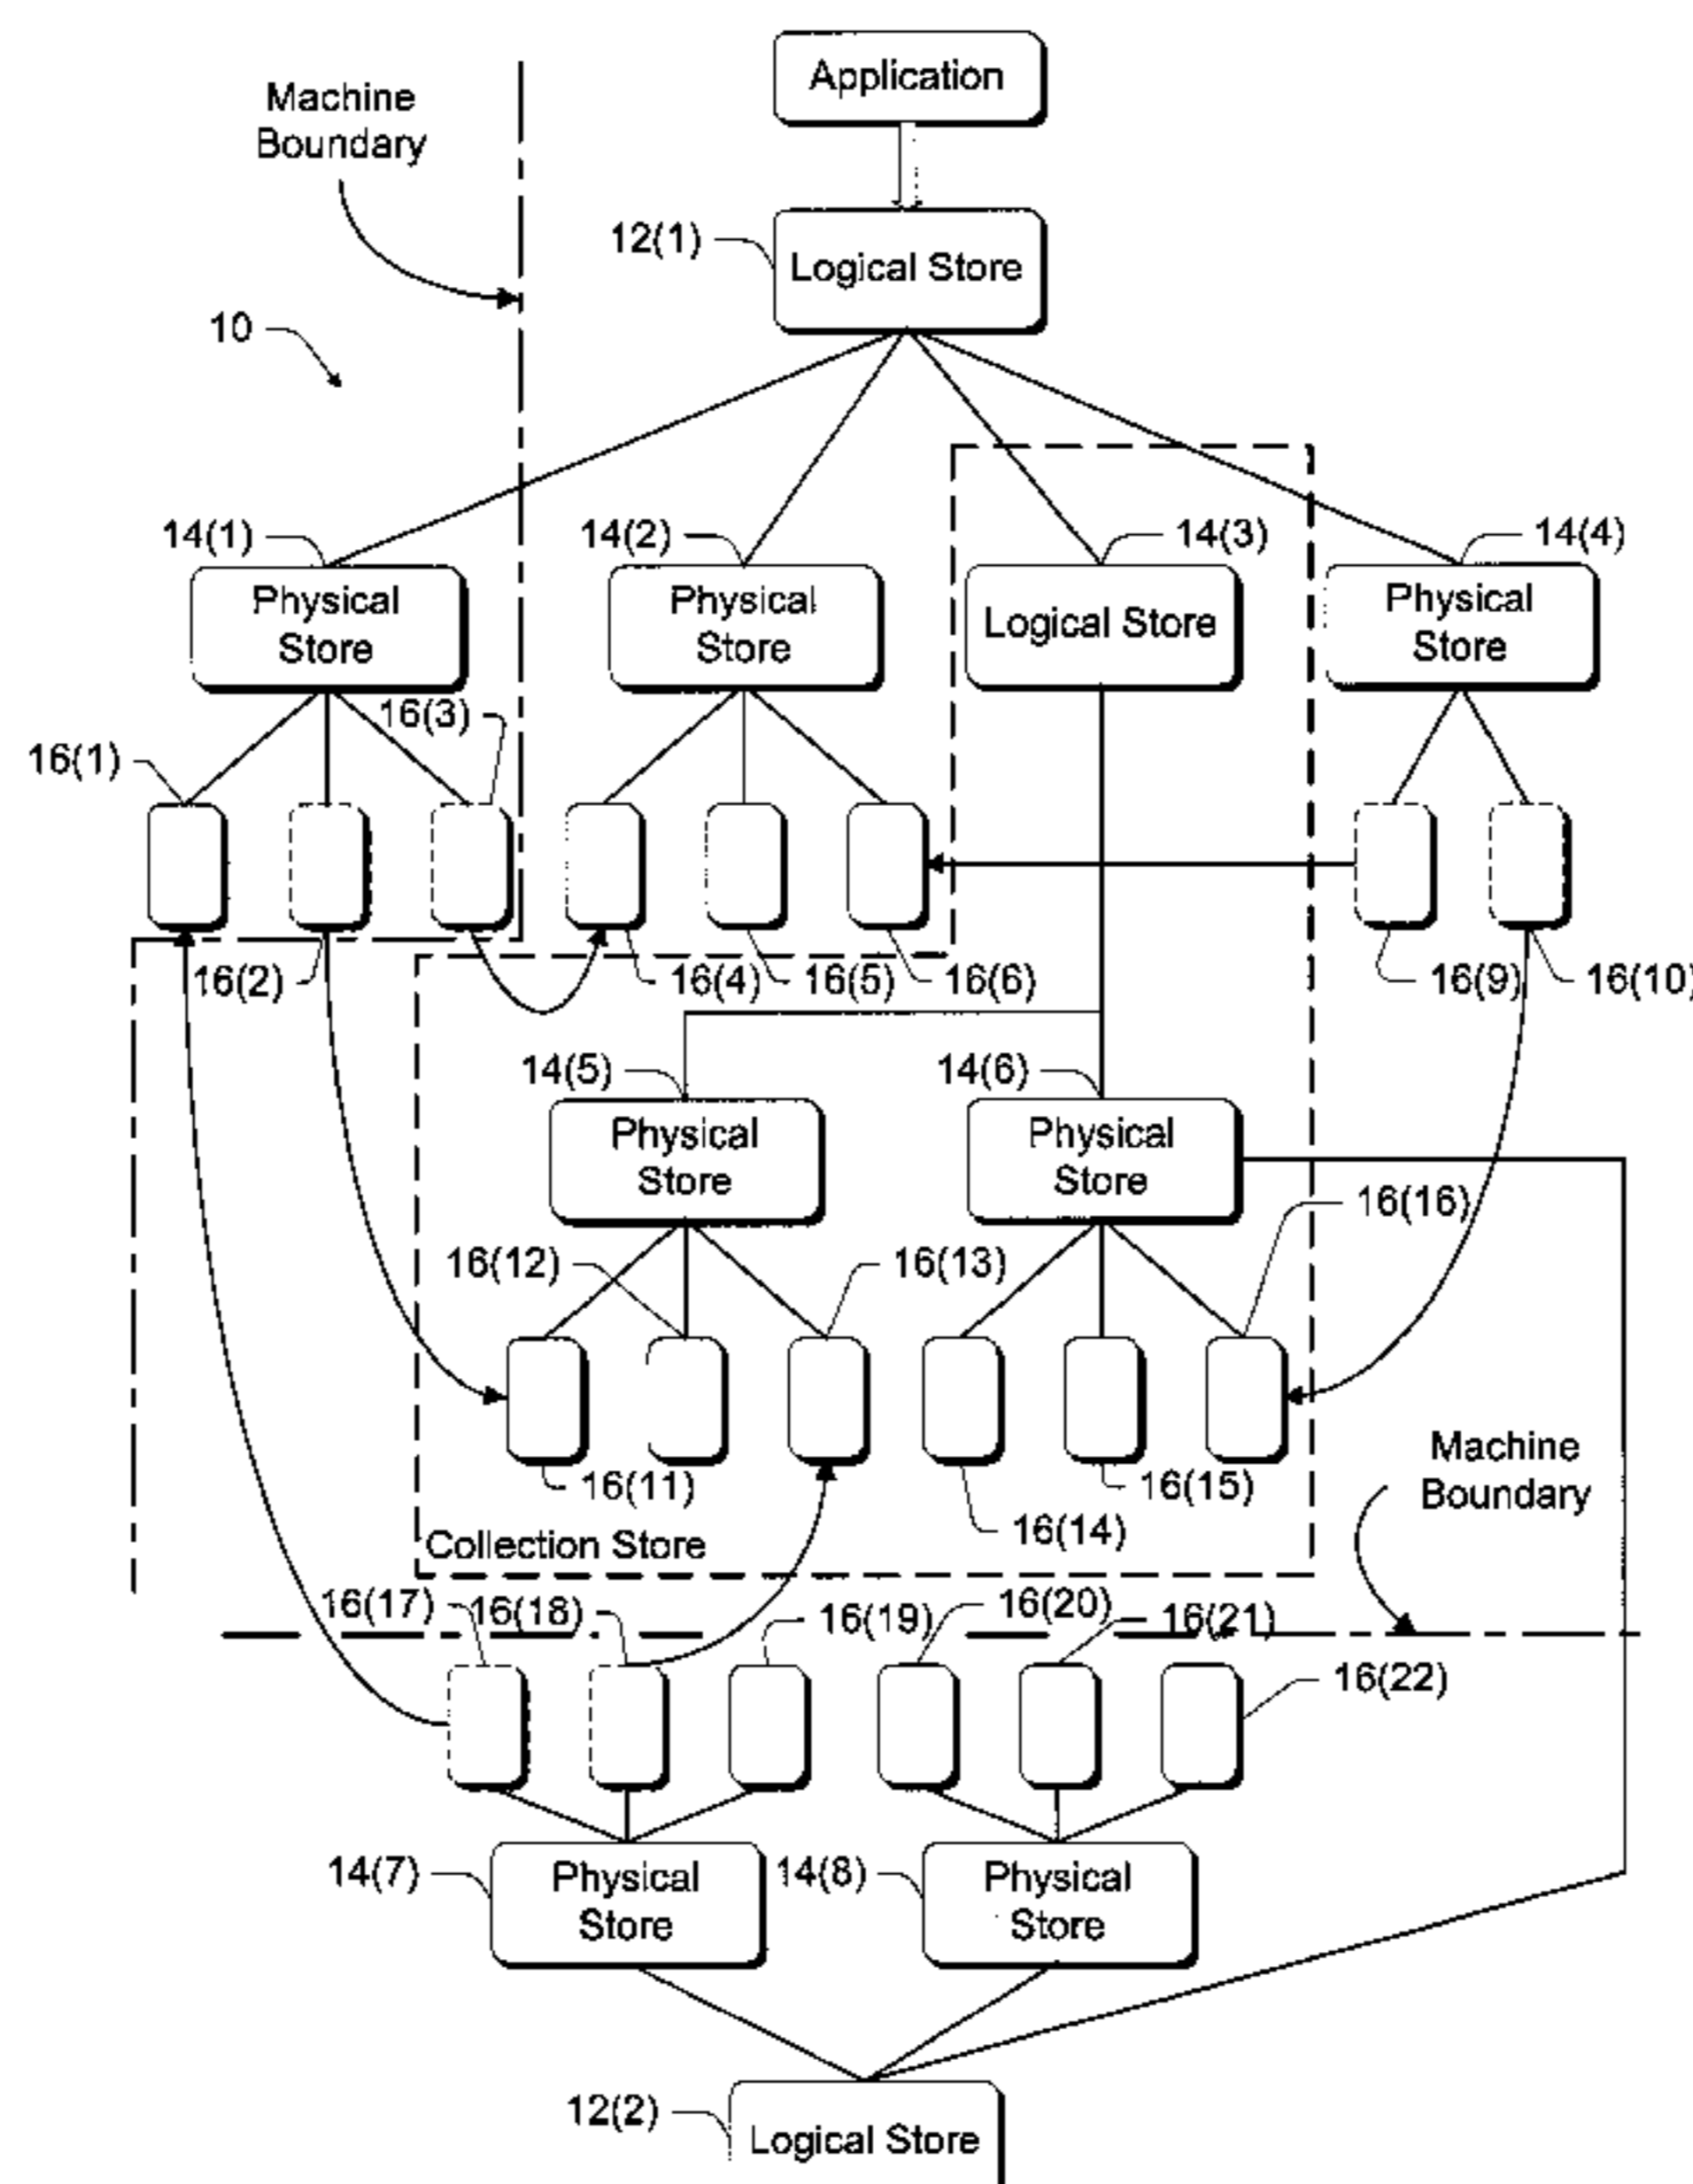 Application
Machine
Boundary
12(1)
Logical Store
10
14(1)
14(2)
14(3)
14(4)
Physical
Store
Physical
Store
Logical Store
Physical
Store
16(3)
16(1)
16(2)
16(4)
16(5)
16(6)
16(9)
16(10)
14(5)
14(6)
Physical
Store
Physical
Store
16(16)
16(12)
16(13)
16(11)
16(15)
16(14)
Machine
Boundary
Collection Store
16(17)
16(18)
16(19)
16(20)
16(21)
16(22)
14(7)
Physical
Store
14(8)
Physical
Store
12(2)
Logical Store